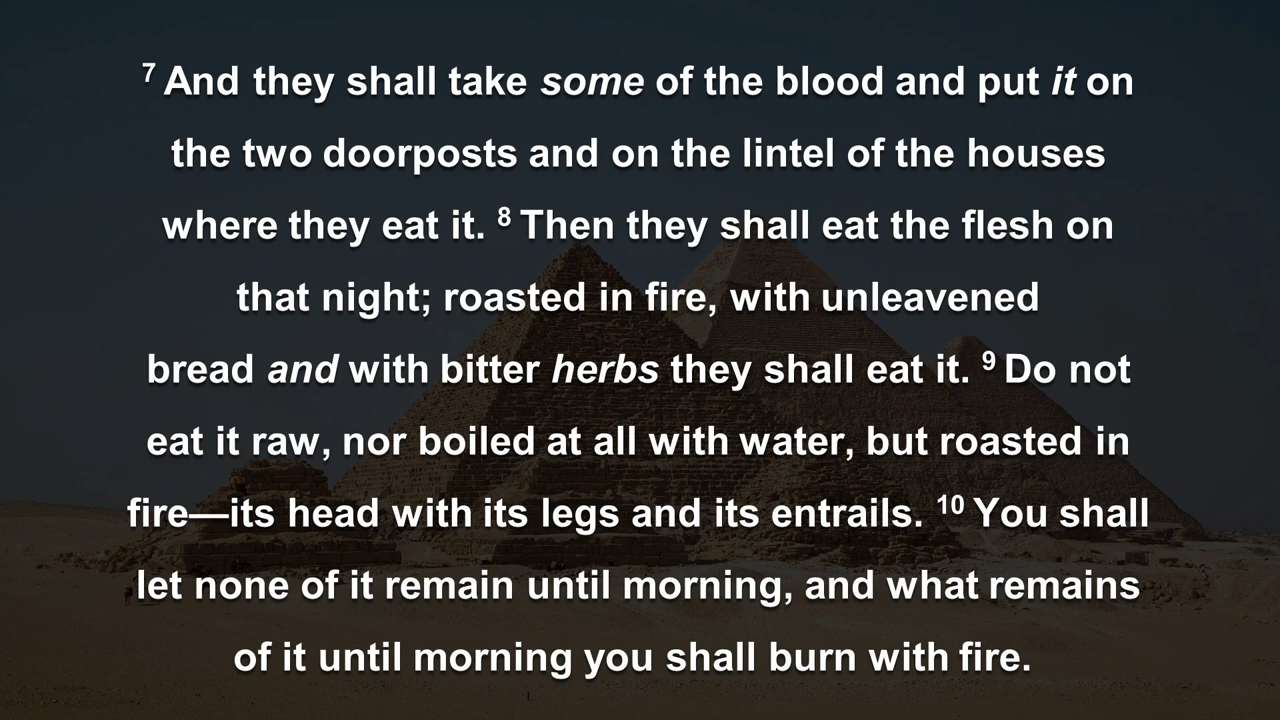 ⁷ And they shall take some of the blood and put it on
the two doorposts and on the lintel of the houses
where they eat it. ⁸ Then they shall eat the flesh on
that night; roasted in fire, with unleavened
bread and with bitter herbs they shall eat it. ⁹ Do not
eat it raw, nor boiled at all with water, but roasted in
fire—its head with its legs and its entrails. ¹⁰ You shall
let none of it remain until morning, and what remains
of it until morning you shall burn with fire.